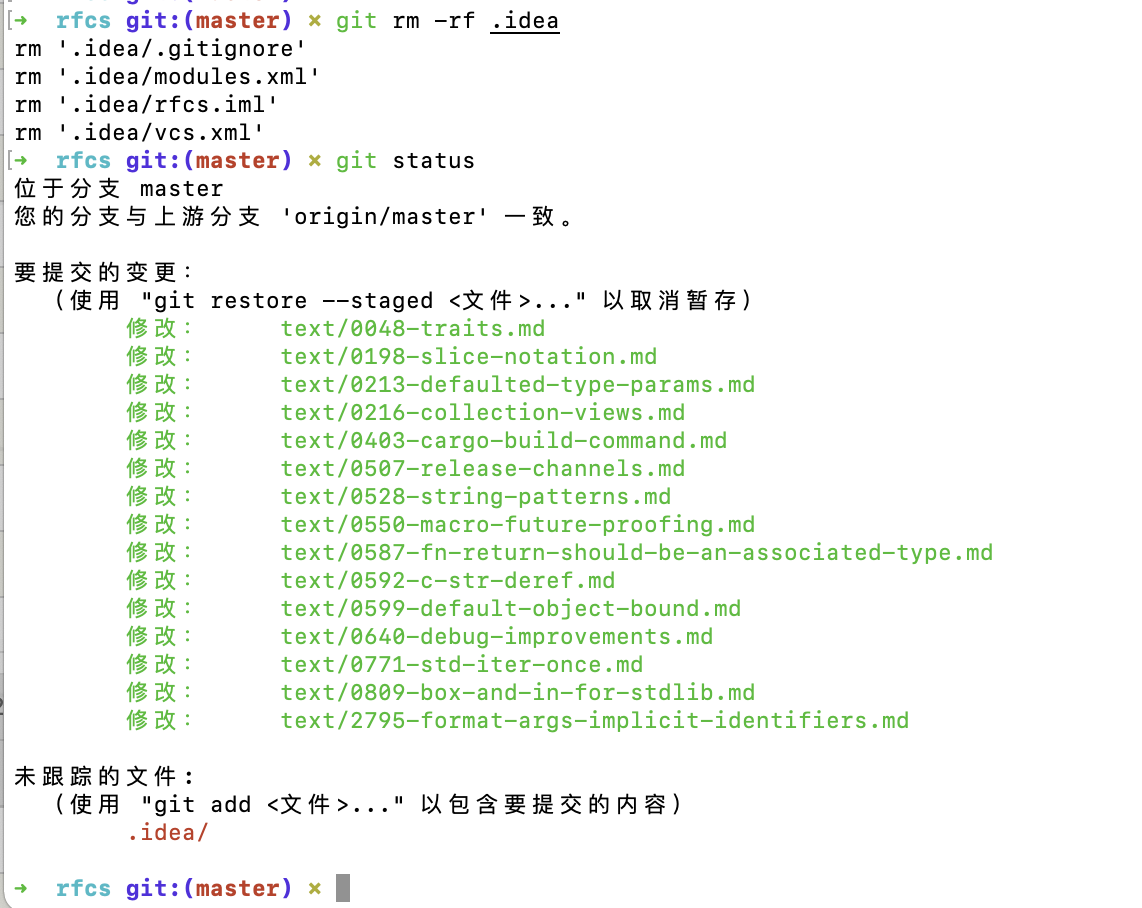 [➜  rfcs git:(master) × git rm -rf .idea
rm '.idea/.gitignore'
rm '.idea/modules.xml'
rm '.idea/rfcs.iml'
rm '.idea/vcs.xml'
[➜  rfcs git:(master) × git status
位于分支 master
您的分支与上游分支 'origin/master' 一致。
要提交的变更：
  （使用 "git restore --staged <文件>..." 以取消暂存）
        修改：     text/0048-traits.md
        修改：     text/0198-slice-notation.md
        修改：     text/0213-defaulted-type-params.md
        修改：     text/0216-collection-views.md
        修改：     text/0403-cargo-build-command.md
        修改：     text/0507-release-channels.md
        修改：     text/0528-string-patterns.md
        修改：     text/0550-macro-future-proofing.md
        修改：     text/0587-fn-return-should-be-an-associated-type.md
        修改：     text/0592-c-str-deref.md
        修改：     text/0599-default-object-bound.md
        修改：     text/0640-debug-improvements.md
        修改：     text/0771-std-iter-once.md
        修改：     text/0809-box-and-in-for-stdlib.md
        修改：     text/2795-format-args-implicit-identifiers.md
未跟踪的文件:
  （使用 "git add <文件>..." 以包含要提交的内容）
        .idea/
➜  rfcs git:(master) ×